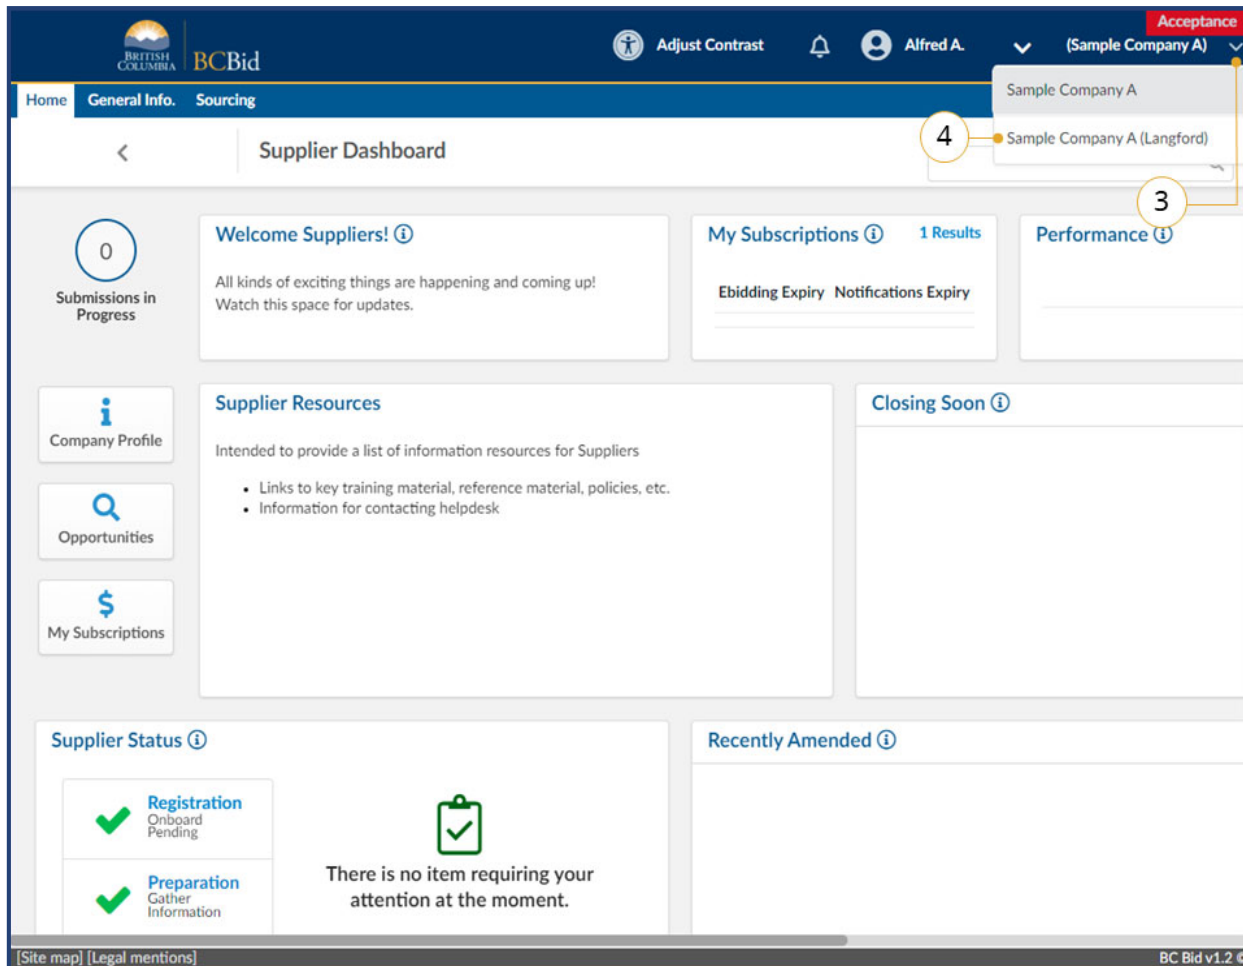 Acceptance
BRITISH
COLUMBIA
BCBid
Adjust Contrast
Alfred A.
(Sample Company A)
Home General Info. Sourcing
Sample Company A
Sample Company A (Langford)
4
3
Supplier Dashboard
0
Submissions in
Progress
Welcome Suppliers!
All kinds of exciting things are happening and coming up!
Watch this space for updates.
My Subscriptions 1 Results
Ebidding Expiry Notifications Expiry
Performance
Company Profile
Opportunities
My Subscriptions
Supplier Resources
Intended to provide a list of information resources for Suppliers
• Links to key training material, reference material, policies, etc.
• Information for contacting helpdesk
Closing Soon
Supplier Status
Registration
Onboard
Pending
Preparation
Gather
Information
There is no item requiring your
attention at the moment.
Recently Amended
[Site map] [Legal mentions]
BC Bid v1.2 ©